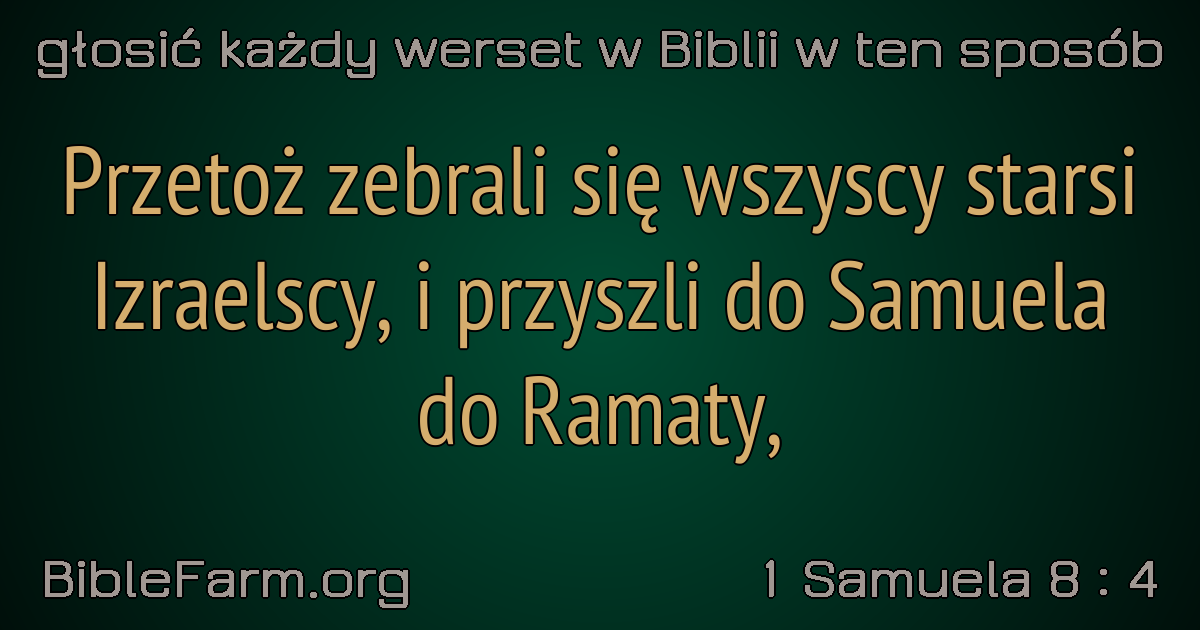 głosić każdy werset w Biblii w ten sposób
Przetoż zebrali się wszyscy starsi
Izraelscy, i przyszli do Samuela
do Ramaty,
BibleFarm.org
1 Samuela 8 : 4